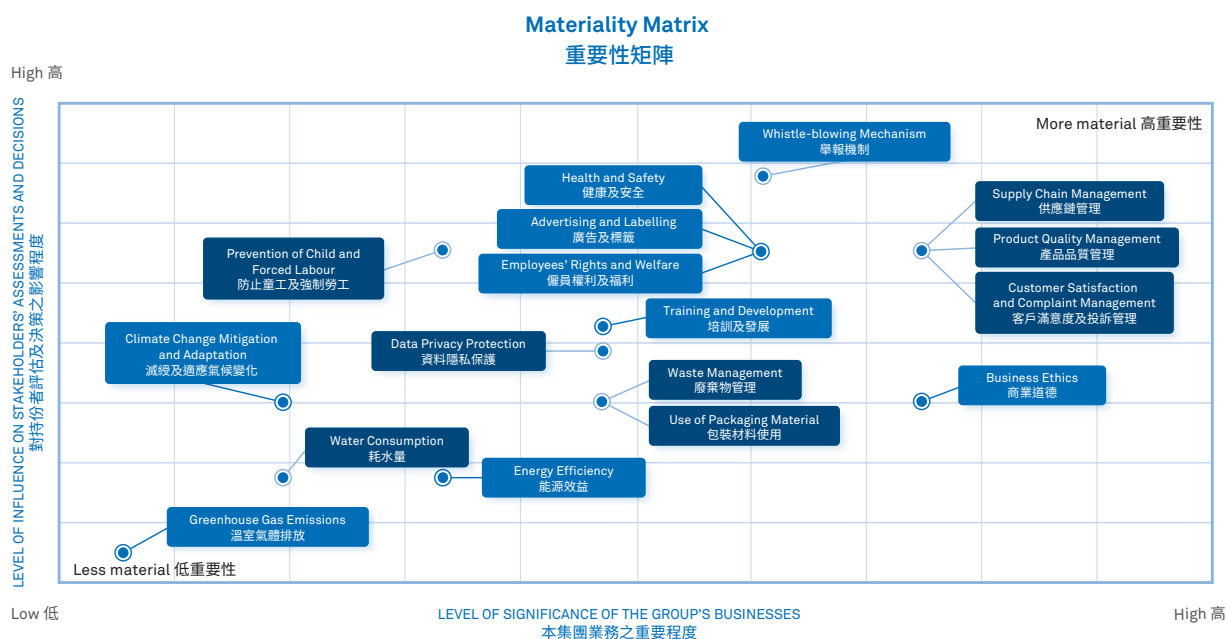 Materiality Matrix
重要性矩陣
High 高
LEVEL OF INFLUENCE ON STAKEHOLDERS' ASSESSMENTS AND DECISIONS
對持份者評估及決策之影響程度
More material 高重要性
Whistle-blowing Mechanism
舉報機制
Health and Safety
健康及安全
Advertising and Labelling
廣告及標籤
Employees' Rights and Welfare
僱員權利及福利
Supply Chain Management
供應鏈管理
Product Quality Management
產品品質管理
Customer Satisfaction
and Complaint Management
客戶滿意度及投訴管理
Prevention of Child and
Forced Labour
防止童工及強制勞工
Training and Development
培訓及發展
Climate Change Mitigation
and Adaptation
減緩及適應氣候變化
Data Privacy Protection
資料隱私保護
Waste Management
廢棄物管理
Use of Packaging Material
包裝材料使用
Business Ethics
商業道德
Water Consumption
耗水量
Energy Efficiency
能源效益
Greenhouse Gas Emissions
溫室氣體排放
Less material 低重要性
Low 低
LEVEL OF SIGNIFICANCE OF THE GROUP'S BUSINESSES
本集團業務之重要程度
High 高